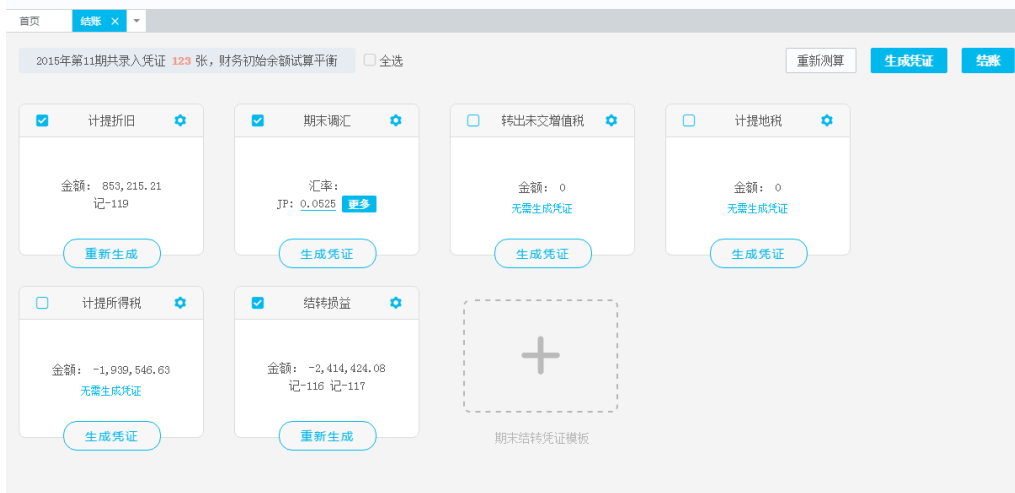 首页 结账
2015年第11期共录入凭证 123 张，财务初始余额试算平衡 全选 重新测算 生成凭证 结账
计提折旧
金额： 853,215.21
记-119
重新生成
期末调汇
汇率：
JP: 0.0525 更多
生成凭证
转出未交增值税
金额： 0
无需生成凭证
生成凭证
计提地税
金额： 0
无需生成凭证
生成凭证
计提所得税
金额： -1,939,546.63
无需生成凭证
生成凭证
结转损益
金额： -2,414,424.08
记-116 记-117
重新生成
期末结转凭证模板